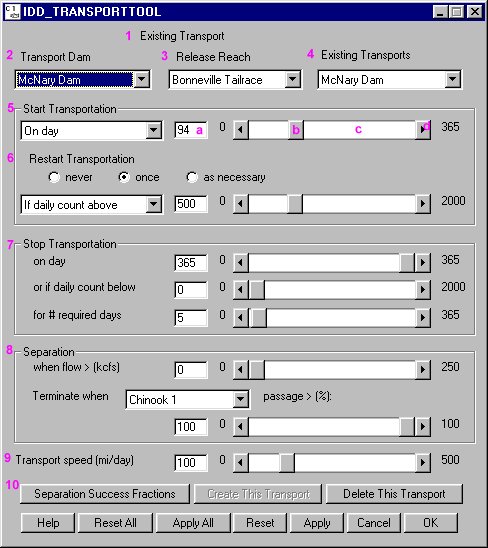 IDD_TRANSPORTTOOL
1 Existing Transport
2 Transport Dam 3 Release Reach 4 Existing Transports
McNary Dam Bonneville Tailrace McNary Dam
5 Start Transportation
On day 94 a 0 b c d 365
6 Restart Transportation
never once as necessary
If daily count above 500 0 2000
7 Stop Transportation
on day 365 0 365
or if daily count below 0 0 2000
for # required days 5 0 365
8 Separation
when flow > (kcfs) 0 0 250
Terminate when Chinook 1 passage > (%):
100 0 100
9 Transport speed (mi/day) 100 0 500
10
Separation Success Fractions Create This Transport Delete This Transport
Help Reset All Apply All Reset Apply Cancel OK